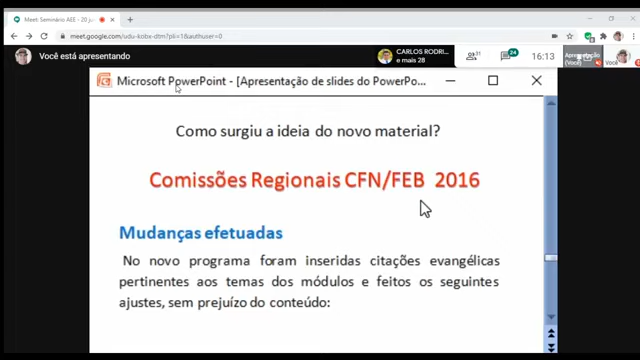 Meet Seminário AEE - 20 ju
meet.google.com/udu-kobx-dtm?pli=1&authuser=0
Você está apresentando
CARLOS RODRI...
e mais 28
31
24
16:13
Apresentação
(Você)
Microsoft PowerPoint - [Apresentação de slides do PowerPo...
Como surgiu a ideia do novo material?
Comissões Regionais CFN/FEB 2016
Mudanças efetuadas
No novo programa foram inseridas citações evangélicas
pertinentes aos temas dos módulos e feitos os seguintes
ajustes, sem prejuízo do conteúdo: